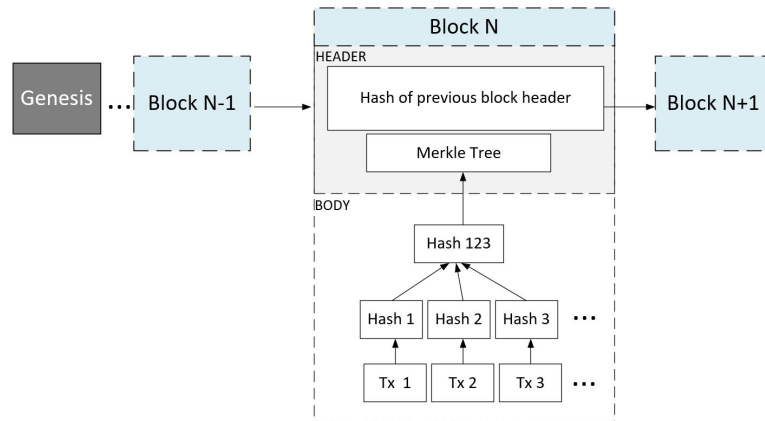 Block N
HEADER
Genesis
...
Block N-1
Hash of previous block header
Block N+1
Merkle Tree
BODY
Hash 123
Hash 1
Hash 2
Hash 3
...
Tx 1
Tx 2
Tx 3
...